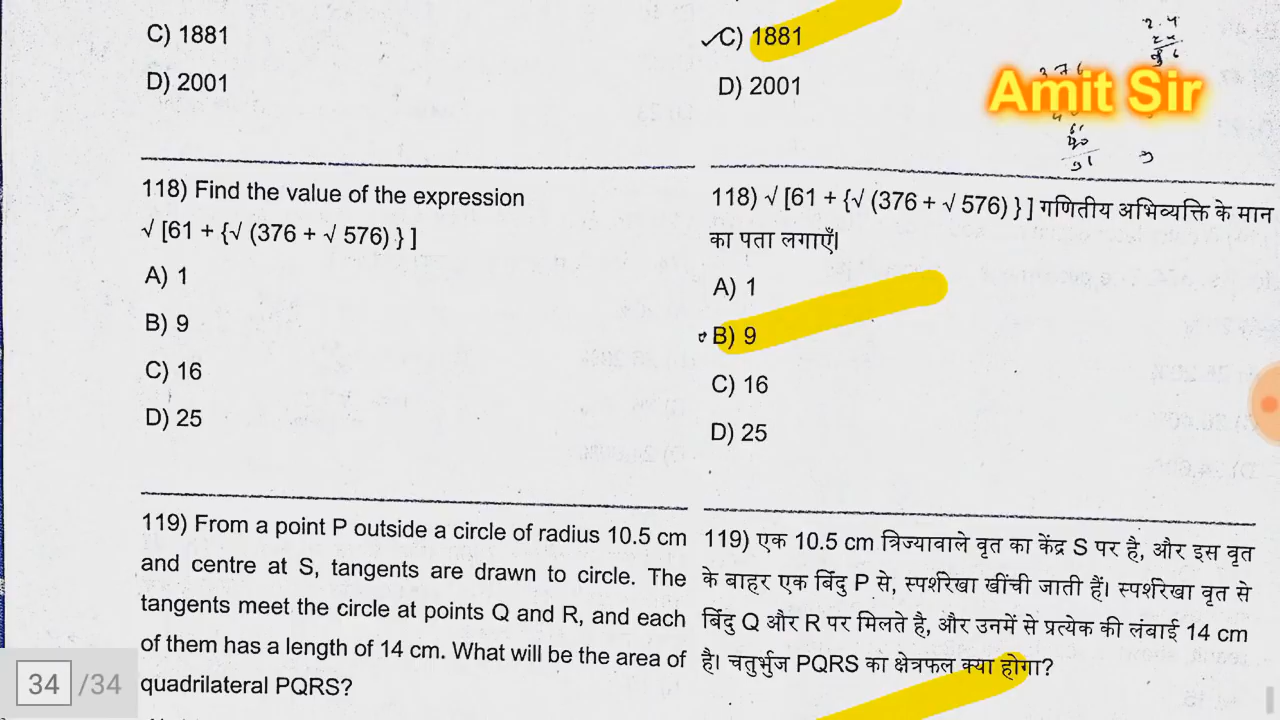 C) 1881
D) 2001
118) Find the value of the expression
√ [61 + {√ (376 + √ 576) } ]
A) 1
B) 9
C) 16
D) 25
119) From a point P outside a circle of radius 10.5 cm
and centre at S, tangents are drawn to circle. The
tangents meet the circle at points Q and R, and each
of them has a length of 14 cm. What will be the area of
quadrilateral PQRS?
C) 1881
D) 2001
118) √ [61 + {√ (376 + √ 576) } ] गणितीय अभिव्यक्ति के मान
का पता लगाएँ।
A) 1
B) 9
C) 16
D) 25
119) एक 10.5 cm त्रिज्यावाले वृत का केंद्र S पर है, और इस वृत
के बाहर एक बिंदु P से, स्पर्शरेखा खींची जाती हैं। स्पर्शरेखा वृत से
बिंदु Q और R पर मिलते है, और उनमें से प्रत्येक की लंबाई 14 cm
है। चतुर्भुज PQRS का क्षेत्रफल क्या होगा?
Amit Sir
34 /34